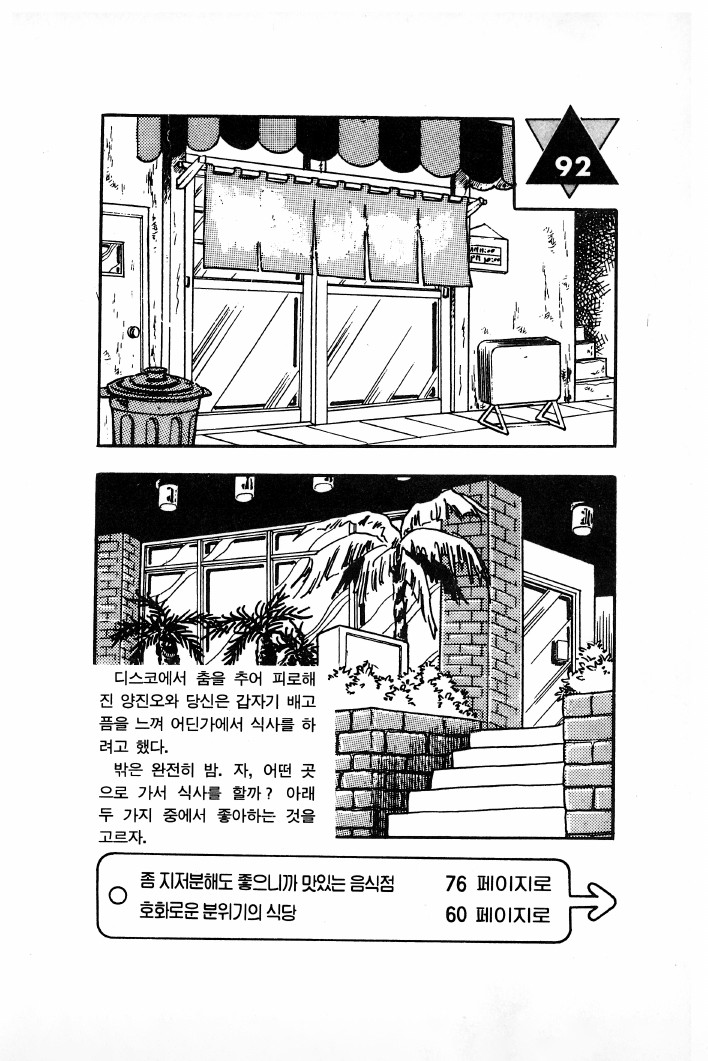 92
디스코에서 춤을 추어 피로해
진 양진오와 당신은 갑자기 배고
픔을 느껴 어딘가에서 식사를 하
려고 했다.
밖은 완전히 밤. 자, 어떤 곳
으로 가서 식사를 할까? 아래
두 가지 중에서 좋아하는 것을
고르자.
좀 지저분해도 좋으니까 맛있는 음식점 76 페이지로
호화로운 분위기의 식당 60 페이지로